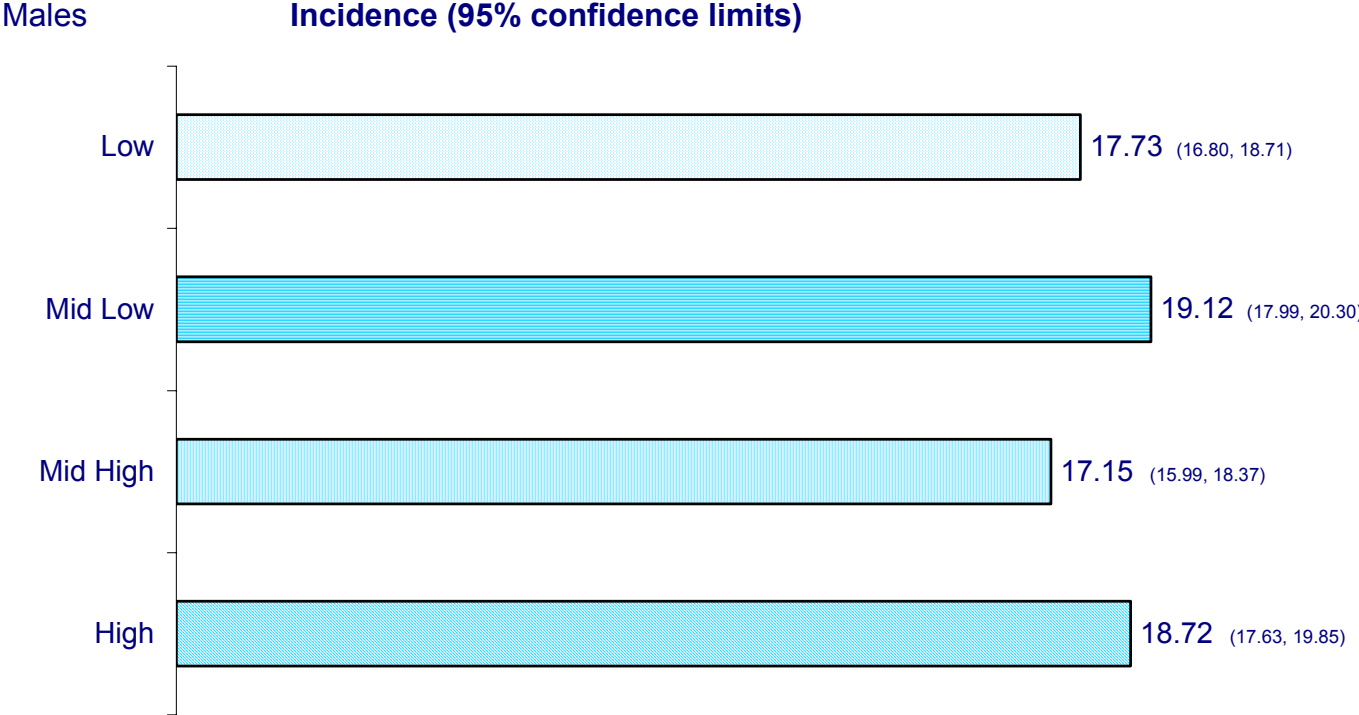 Males Incidence (95% confidence limits)
Low 17.73 (16.80, 18.71)
Mid Low 19.12 (17.99, 20.30)
Mid High 17.15 (15.99, 18.37)
High 18.72 (17.63, 19.85)